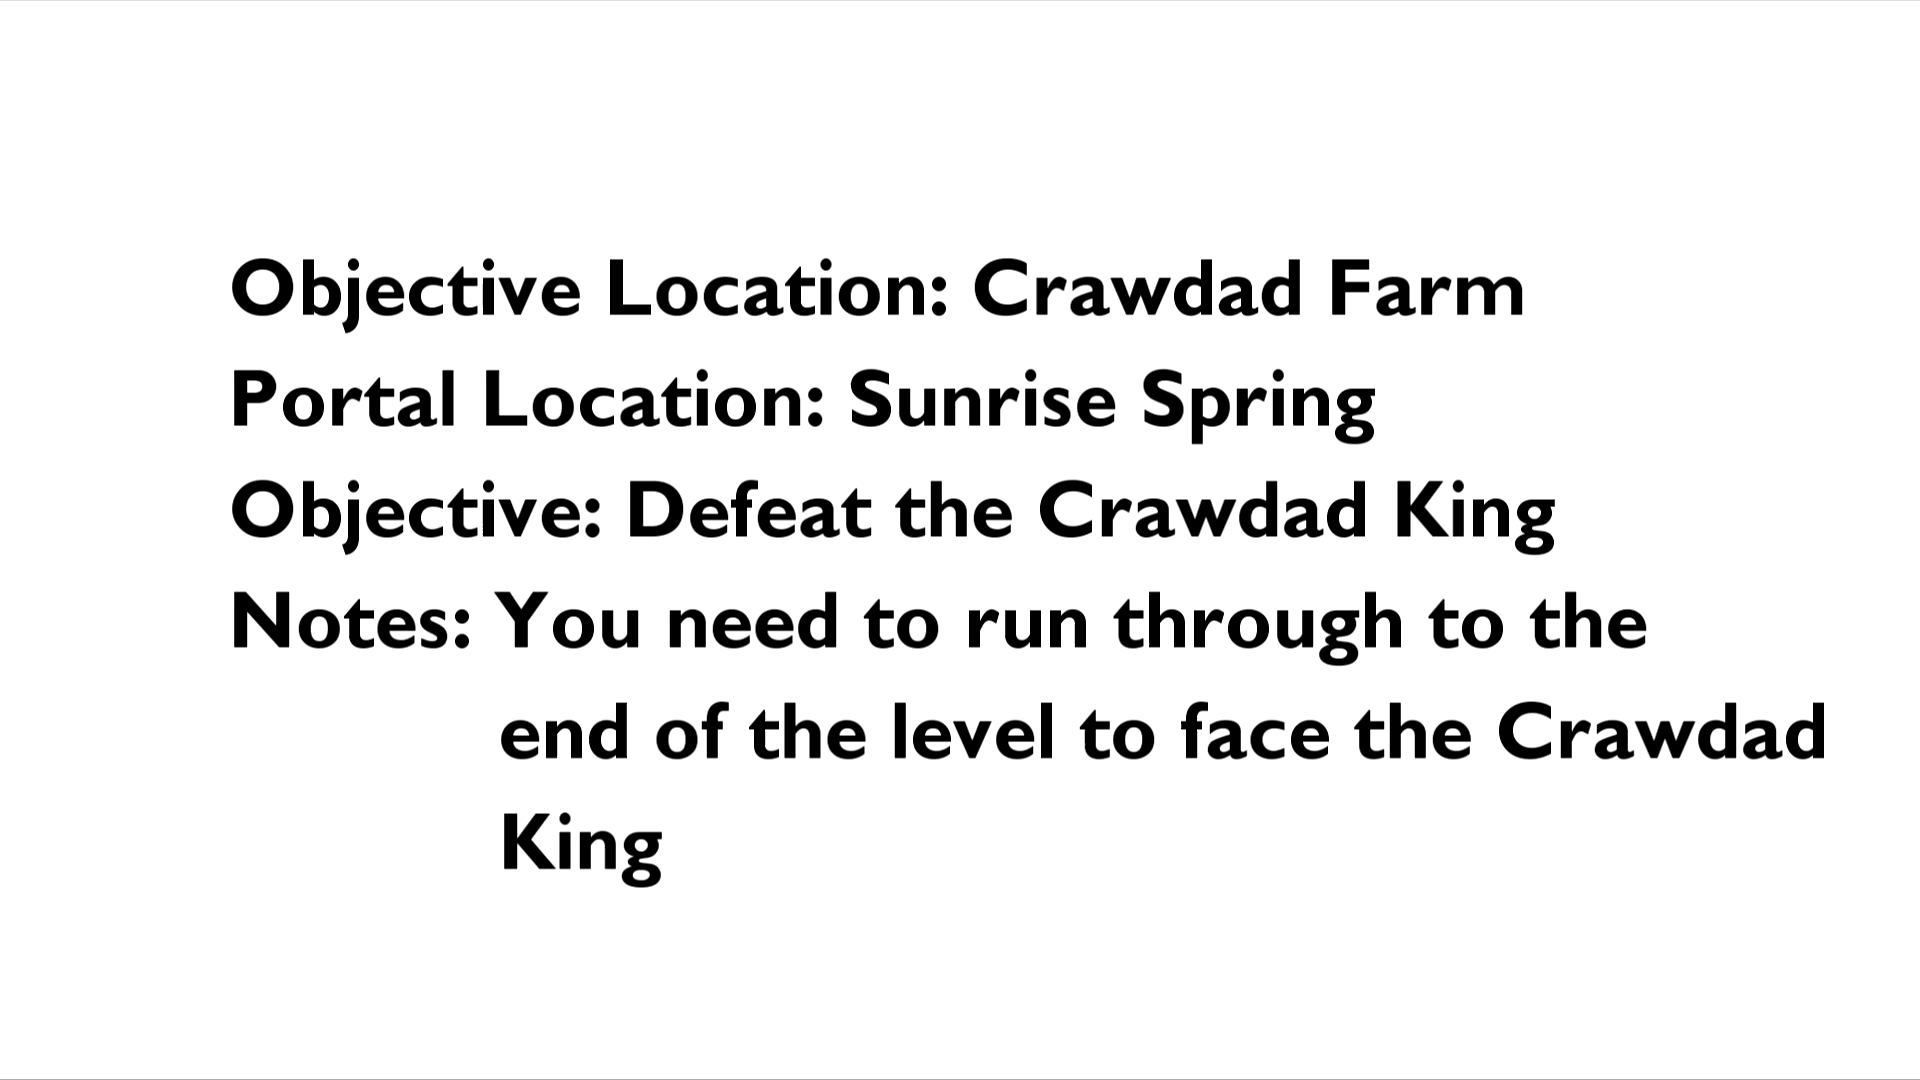 Objective Location: Crawdad Farm
Portal Location: Sunrise Spring
Objective: Defeat the Crawdad King
Notes: You need to run through to the
end of the level to face the Crawdad
King